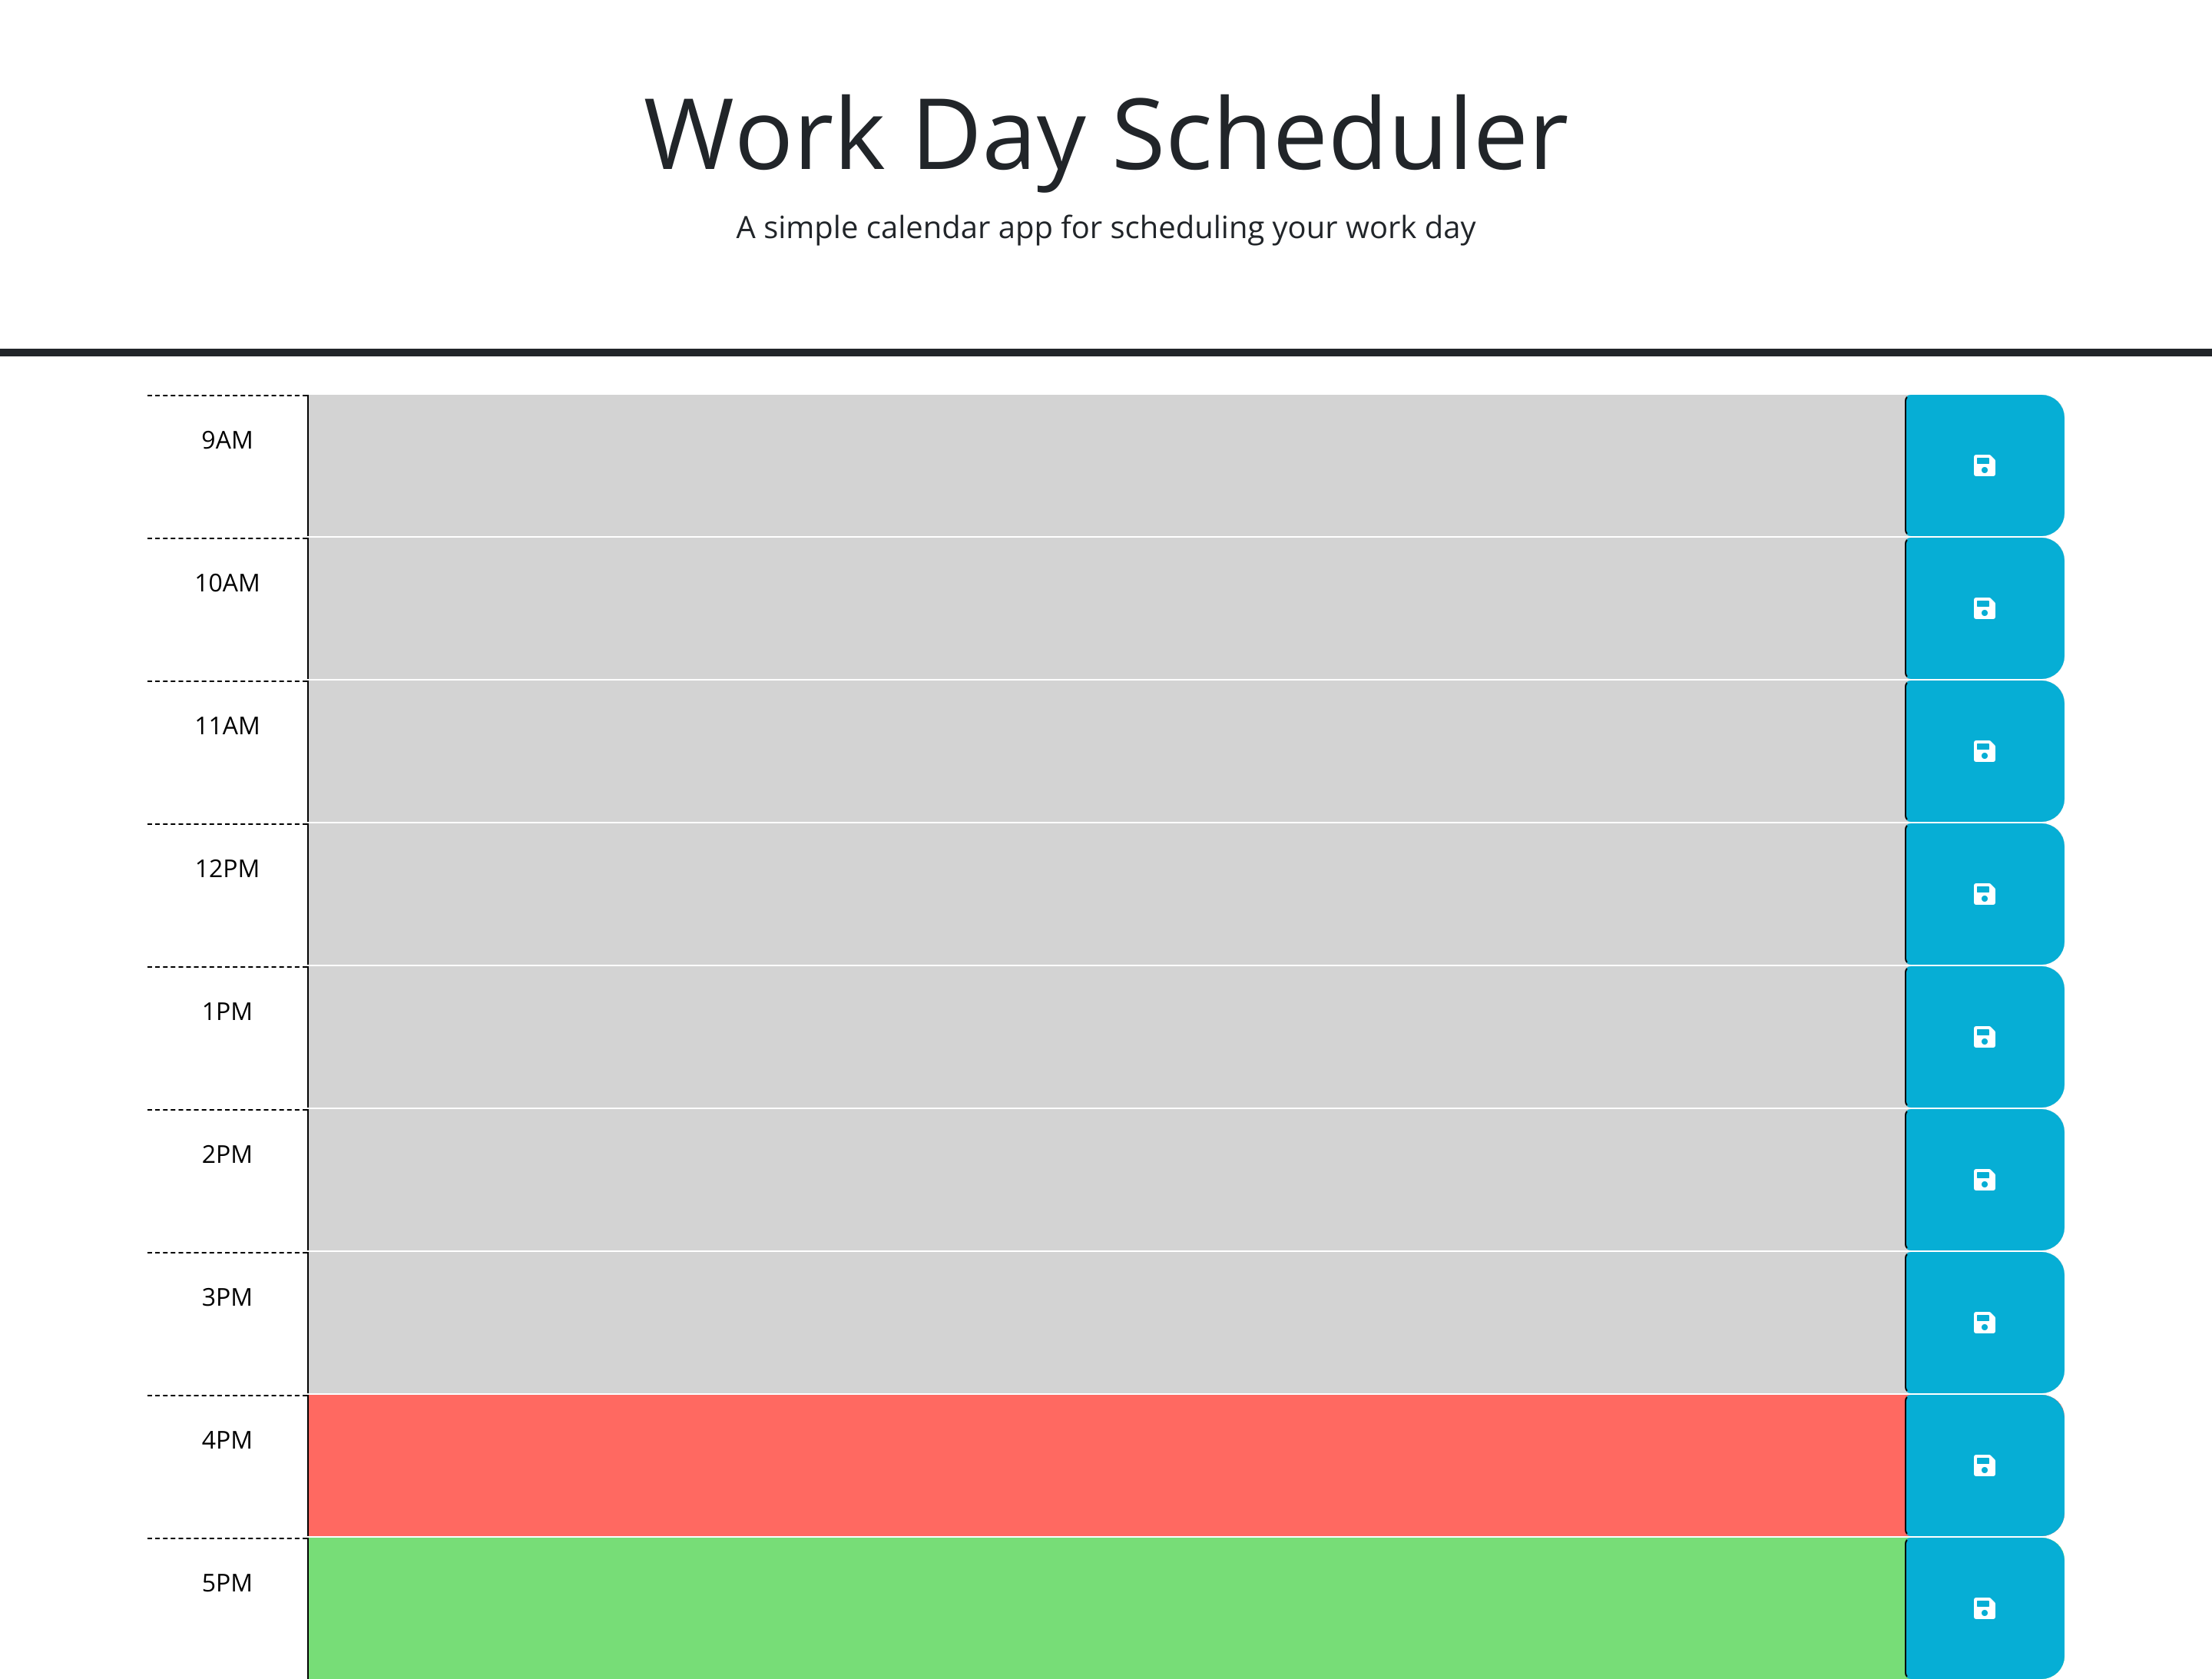 Work Day Scheduler
A simple calendar app for scheduling your work day
9AM
10AM
11AM
12PM
1PM
2PM
3PM
4PM
5PM